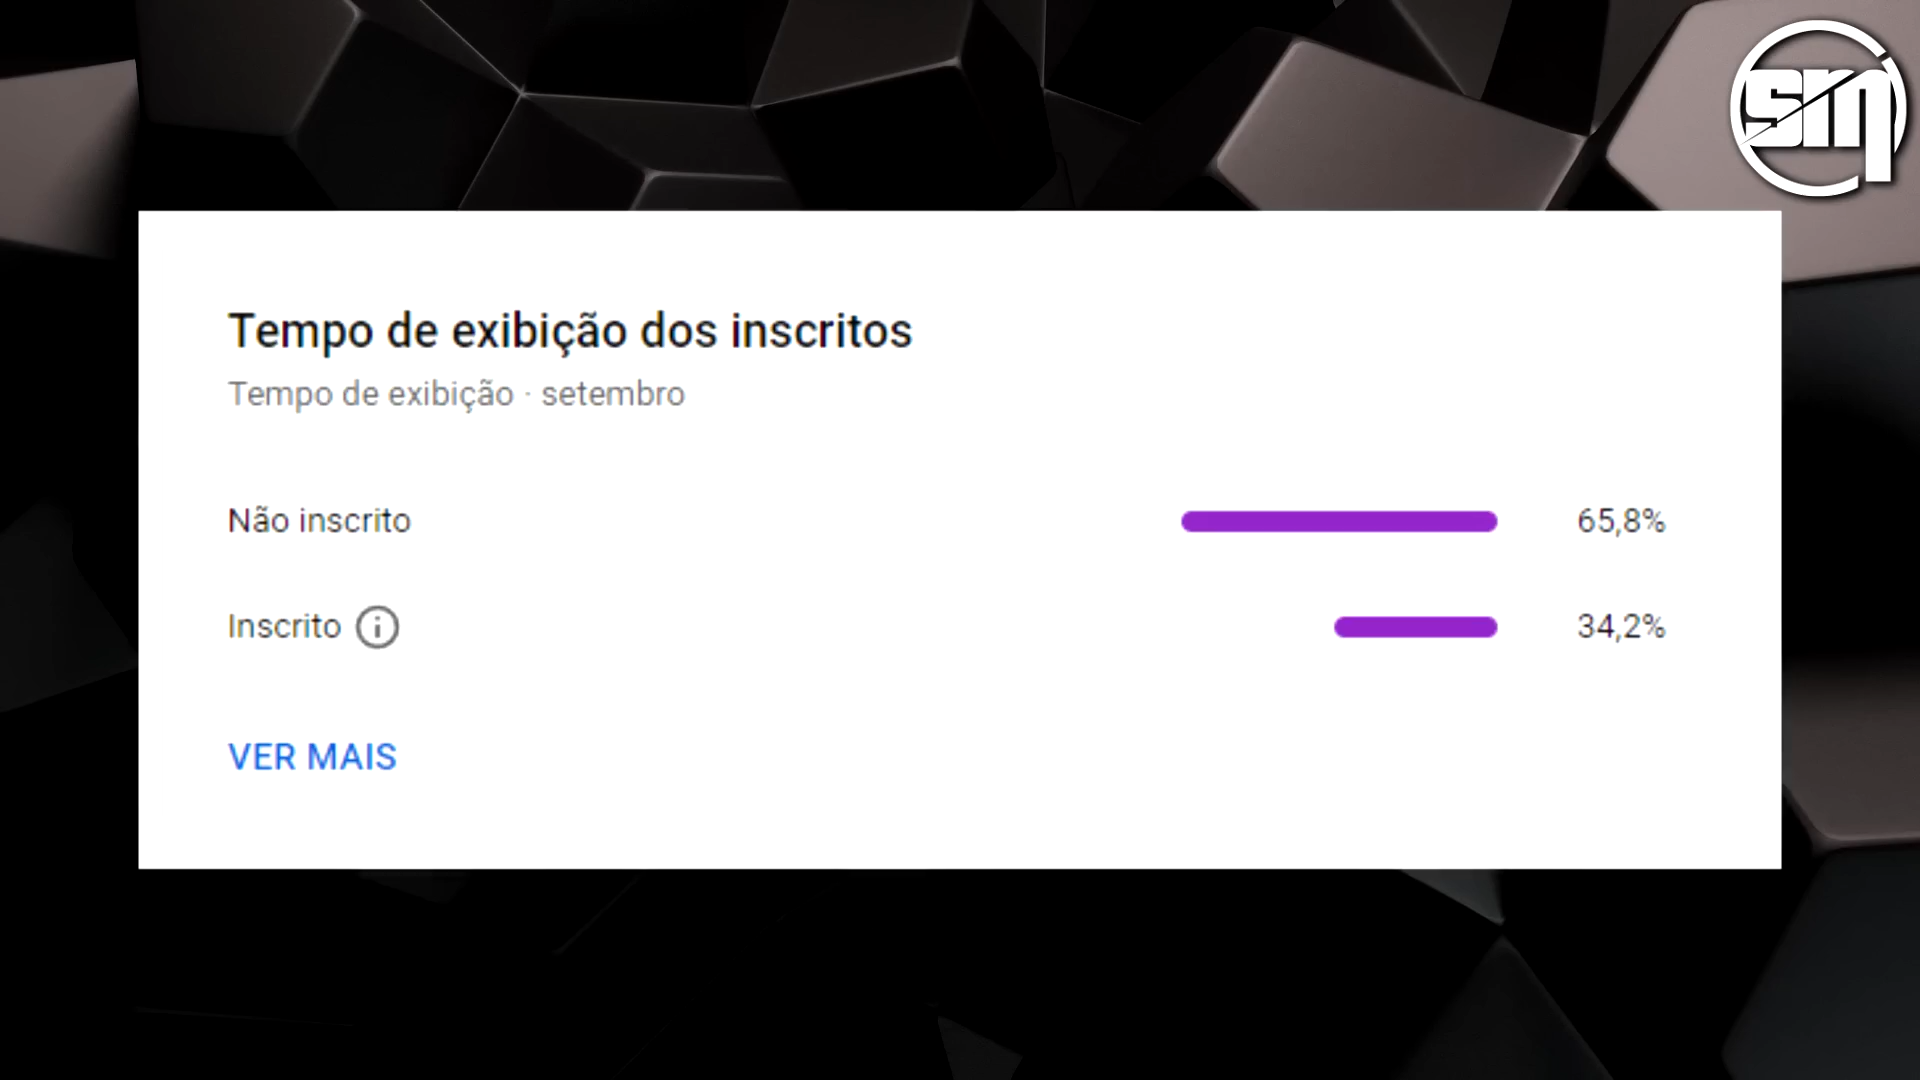 Tempo de exibição dos inscritos
Tempo de exibição · setembro
Não inscrito 65,8%
Inscrito 34,2%
VER MAIS